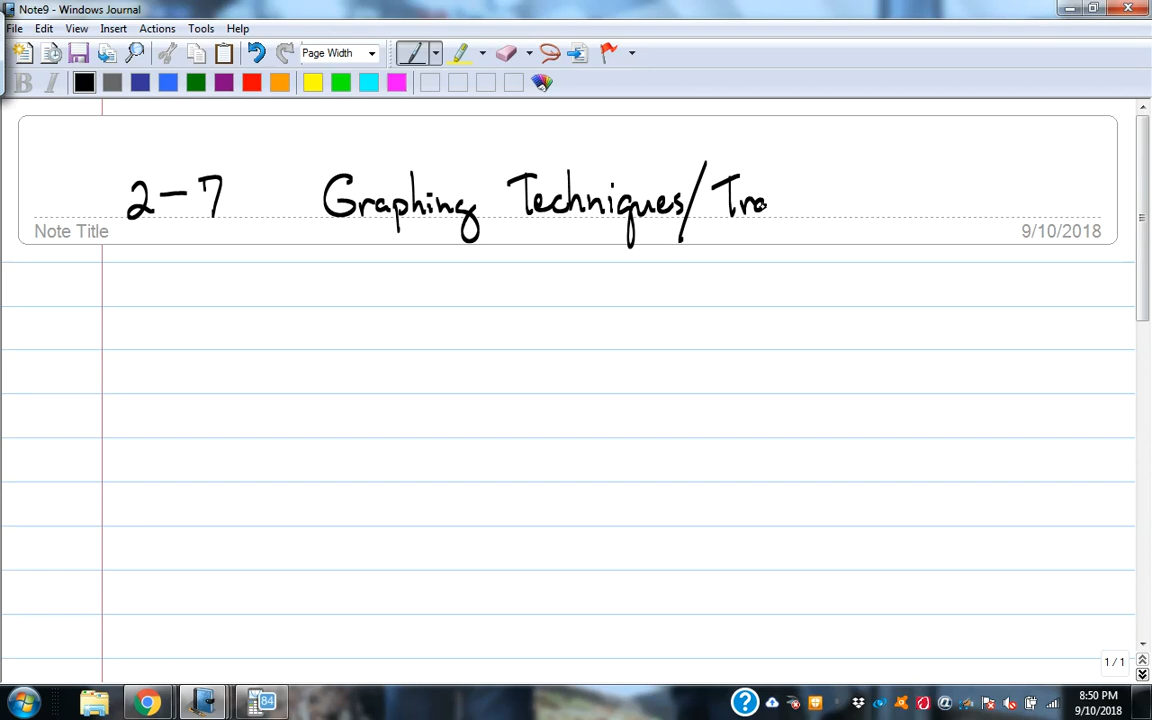 Note9 - Windows Journal
File Edit View Insert Actions Tools Help
Page Width
B I
2-7 Graphing Techniques/Tra
Note Title
9/10/2018
1 / 1
84
8:50 PM
9/10/2018